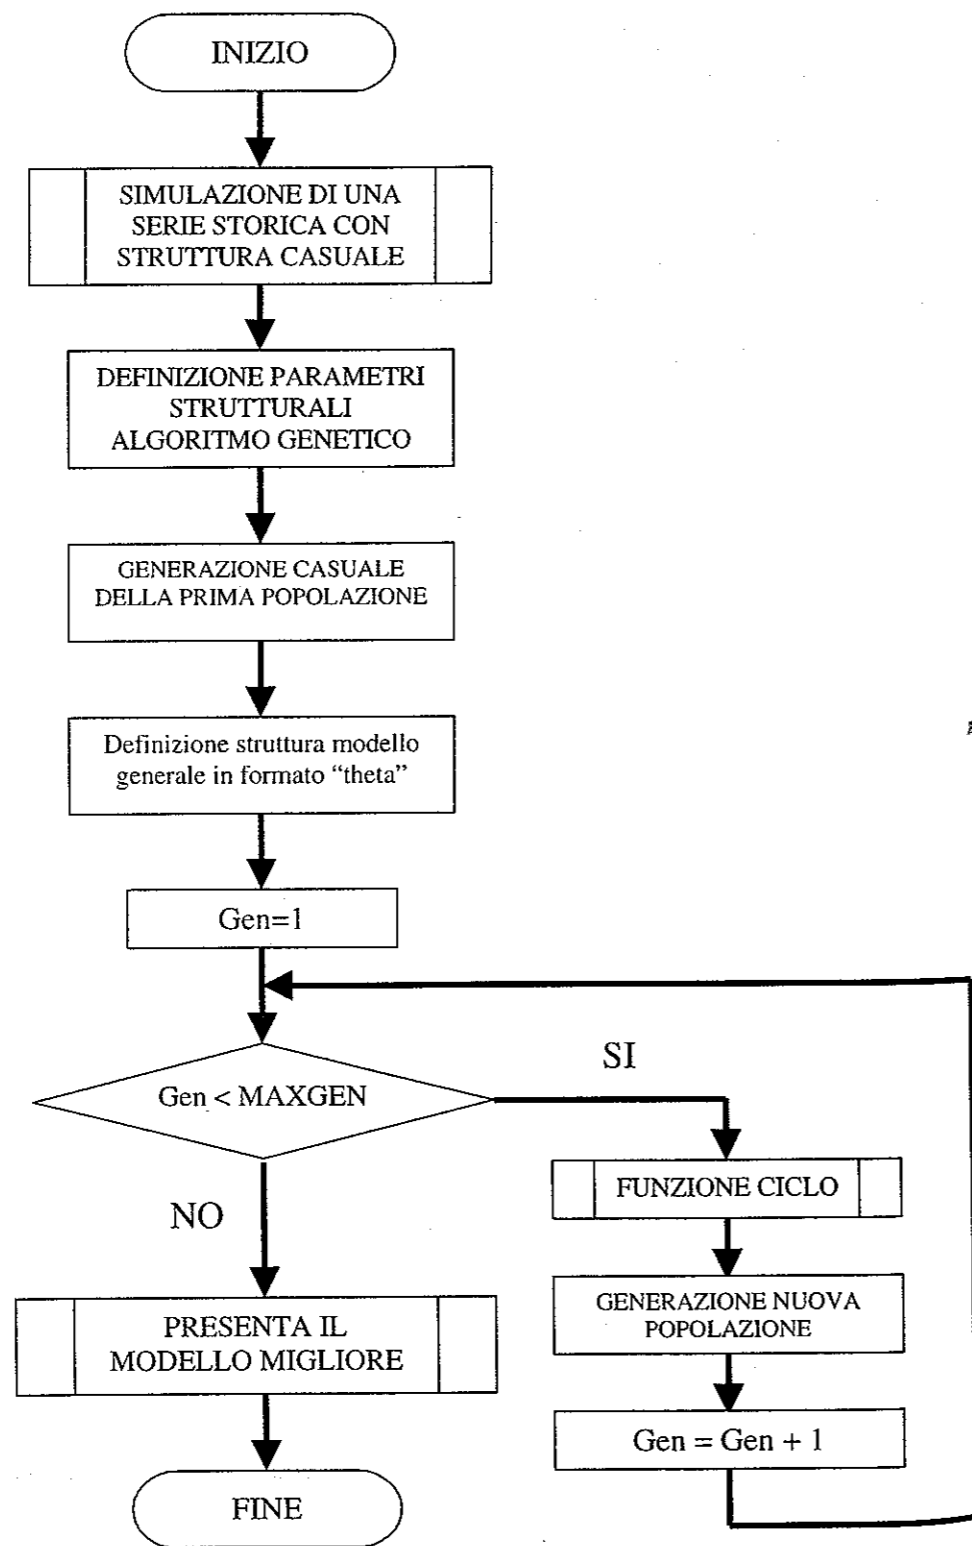 INIZIO
SIMULAZIONE DI UNA
SERIE STORICA CON
STRUTTURA CASUALE
DEFINIZIONE PARAMETRI
STRUTTURALI
ALGORITMO GENETICO
GENERAZIONE CASUALE
DELLA PRIMA POPOLAZIONE
Definizione struttura modello
generale in formato “theta”
Gen=1
Gen < MAXGEN
SI
FUNZIONE CICLO
GENERAZIONE NUOVA
POPOLAZIONE
Gen = Gen + 1
NO
PRESENTA IL
MODELLO MIGLIORE
FINE